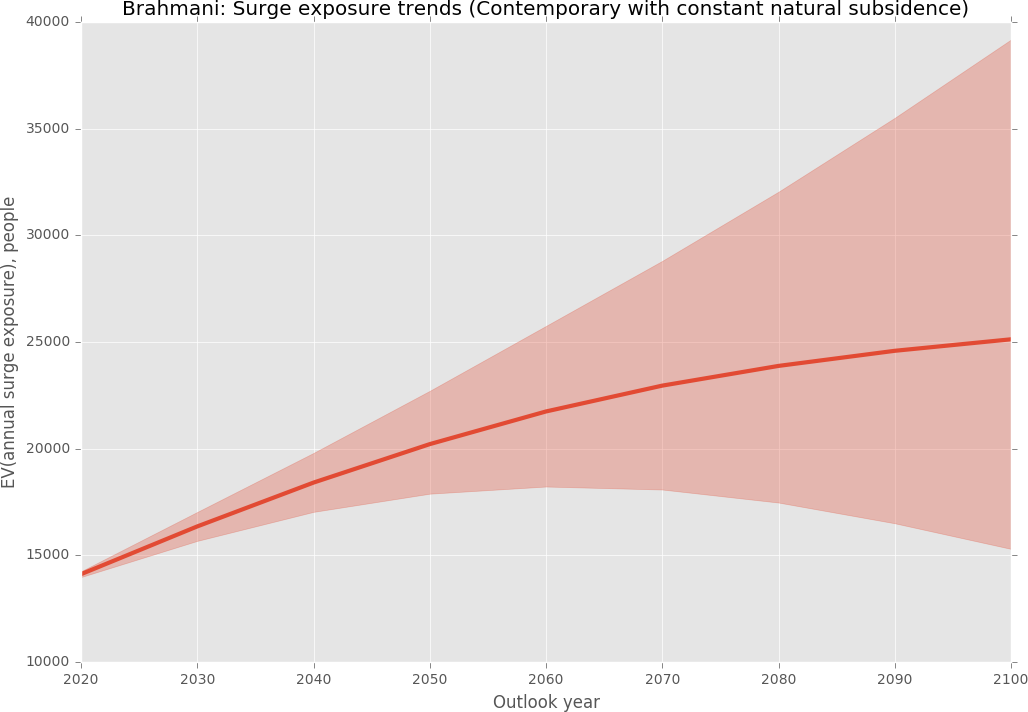 Brahmani: Surge exposure trends (Contemporary with constant natural subsidence)
40000
35000
30000
25000
20000
15000
10000
EV(annual surge exposure), people
2020 2030 2040 2050 2060 2070 2080 2090 2100
Outlook year